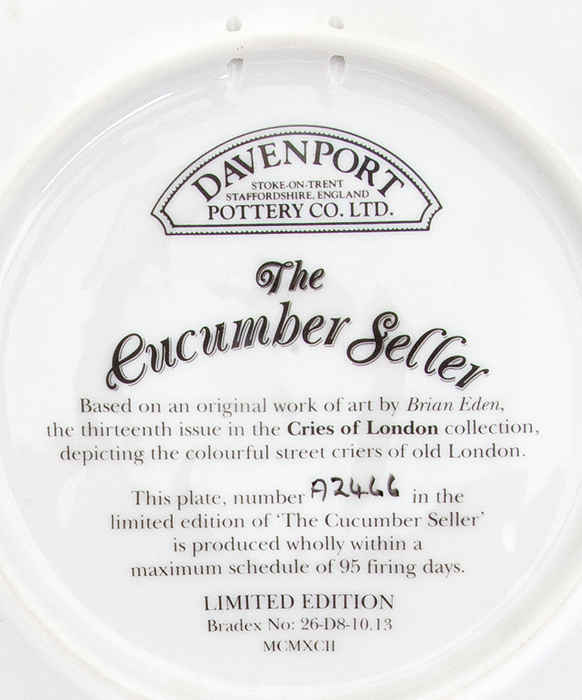 DAVENPORT
STOKE-ON-TRENT
STAFFORDSHIRE, ENGLAND
POTTERY CO. LTD.
The
Cucumber Seller
Based on an original work of art by Brian Eden,
the thirteenth issue in the Cries of London collection,
depicting the colourful street criers of old London.
This plate, number A2466 in the
limited edition of ‘The Cucumber Seller’
is produced wholly within a
maximum schedule of 95 firing days.
LIMITED EDITION
Bradex No: 26-D8-10.13
MCMXCII